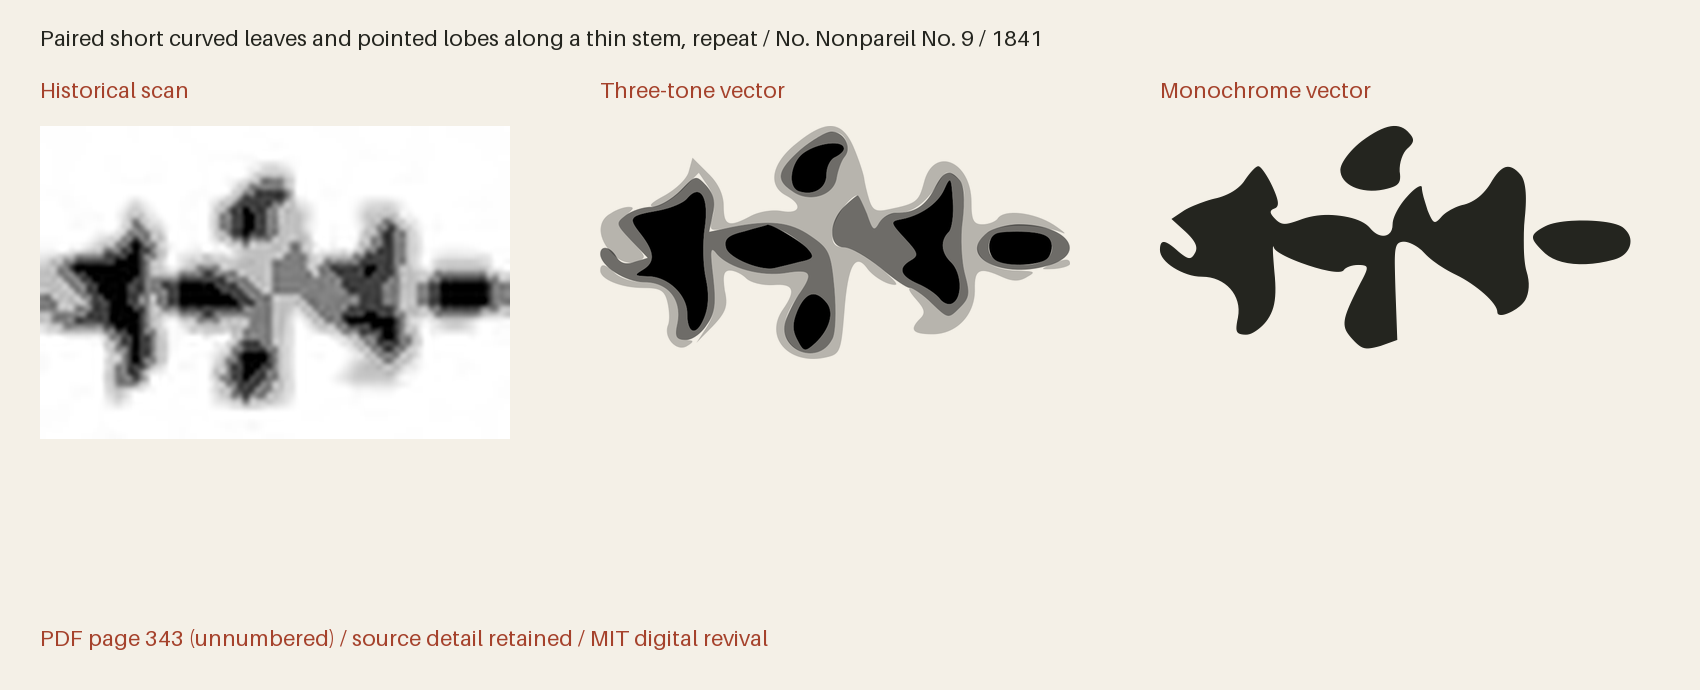 Paired short curved leaves and pointed lobes along a thin stem, repeat / No. Nonpareil No. 9 / 1841
Historical scan
Three-tone vector
Monochrome vector
PDF page 343 (unnumbered) / source detail retained / MIT digital revival